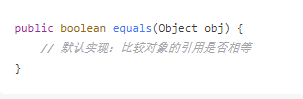 public boolean equals(Object obj) {
    // 默认实现：比较对象的引用是否相等
}